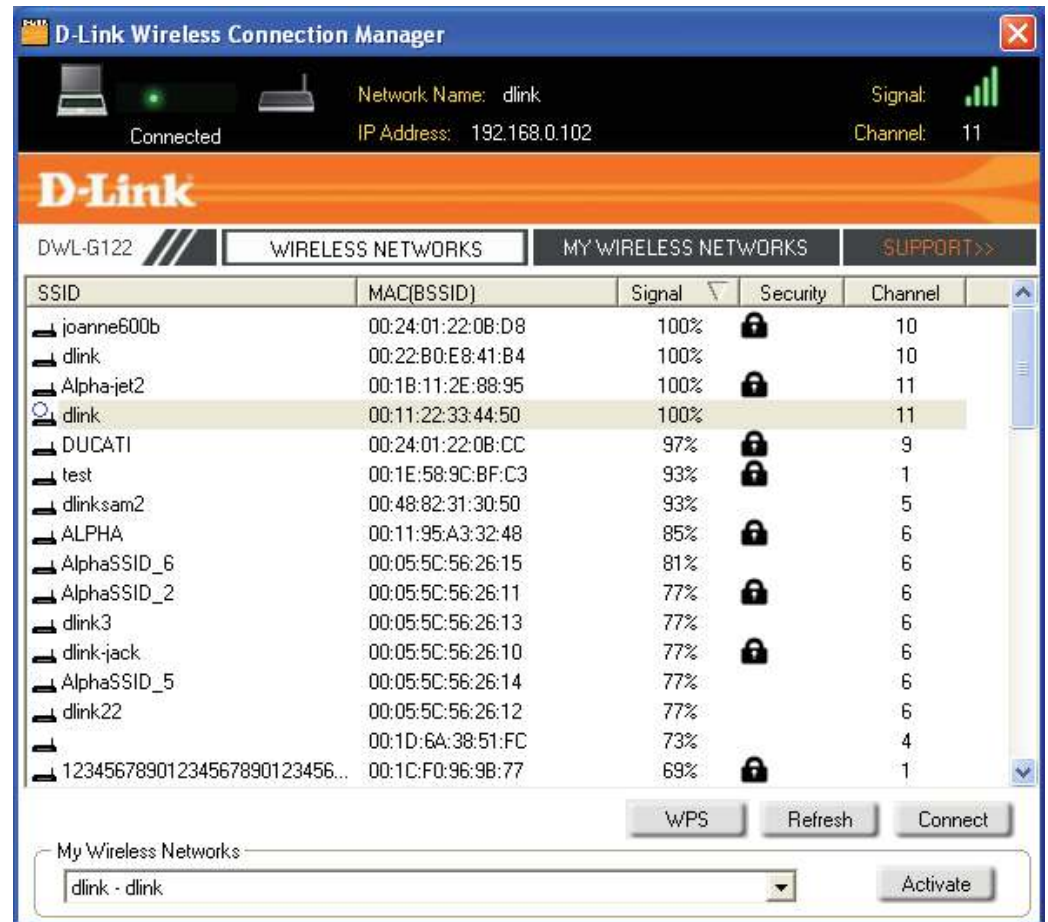 D-Link Wireless Connection Manager
Network Name: dlink Signal:
Connected IP Address: 192.168.0.102 Channel: 11
D-Link
DWL-G122 WIRELESS NETWORKS MY WIRELESS NETWORKS SUPPORT>>
SSID MAC(BSSID) Signal Security Channel
joanne600b 00:24:01:22:0B:D8 100% 10
dlink 00:22:B0:E8:41:B4 100% 10
Alpha-jet2 00:1B:11:2E:88:95 100% 11
dlink 00:11:22:33:44:50 100% 11
DUCATI 00:24:01:22:0B:CC 97% 9
test 00:1E:58:9C:BF:C3 93% 1
dlinksam2 00:48:82:31:30:50 93% 5
ALPHA 00:11:95:A3:32:48 85% 6
AlphaSSID_6 00:05:5C:56:26:15 81% 6
AlphaSSID_2 00:05:5C:56:26:11 77% 6
dlink3 00:05:5C:56:26:13 77% 6
dlink-jack 00:05:5C:56:26:10 77% 6
AlphaSSID_5 00:05:5C:56:26:14 77% 6
dlink22 00:05:5C:56:26:12 77% 6
00:1D:6A:38:51:FC 73% 4
12345678901234567890123456... 00:1C:F0:96:9B:77 69% 1
WPS Refresh Connect
My Wireless Networks
dlink - dlink Activate